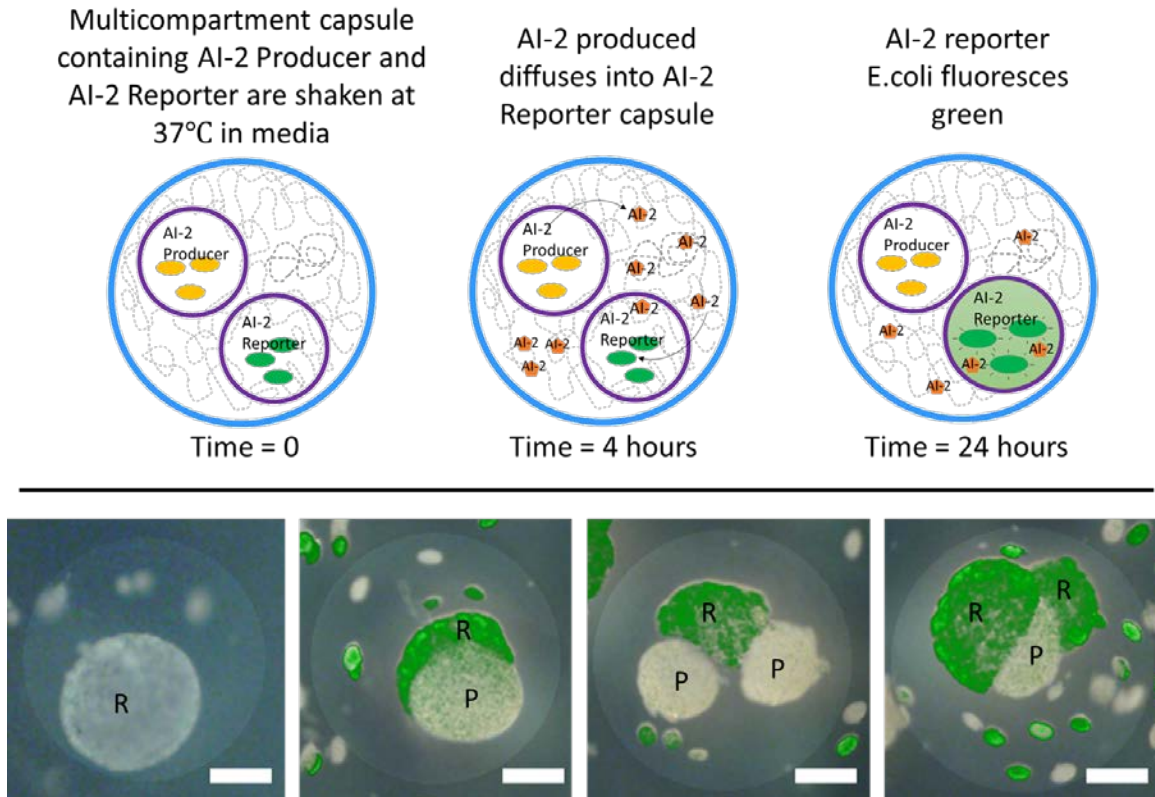 Multicompartment capsule
containing AI-2 Producer and
AI-2 Reporter are shaken at
37℃ in media
AI-2
Producer
AI-2
Reporter
Time = 0
AI-2 produced
diffuses into AI-2
Reporter capsule
AI-2
Producer
AI-2
AI-2
AI-2
AI-2
AI-2
AI-2
Reporter
AI-2
AI-2
AI-2
Time = 4 hours
AI-2 reporter
E.coli fluoresces
green
AI-2
Producer
AI-2
AI-2
Reporter
AI-2
AI-2
AI-2
AI-2
Time = 24 hours
R
R
P
R
P
P
R
R
P